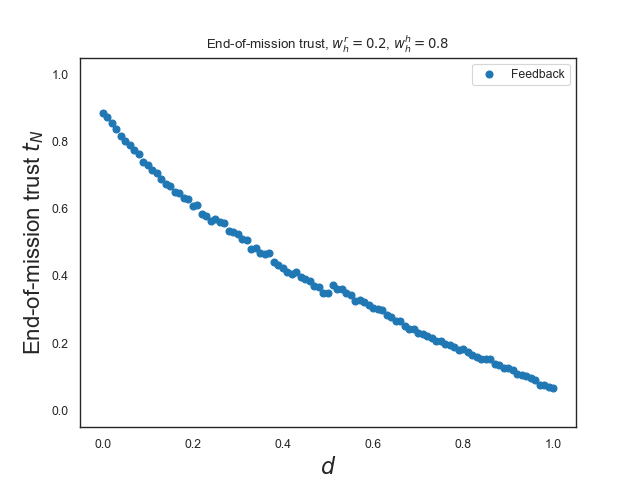 End-of-mission trust, $w_h^r = 0.2$, $w_h^h = 0.8$
Feedback
End-of-mission trust $t_N$
1.0
0.8
0.6
0.4
0.2
0.0
0.0 0.2 0.4 0.6 0.8 1.0
d